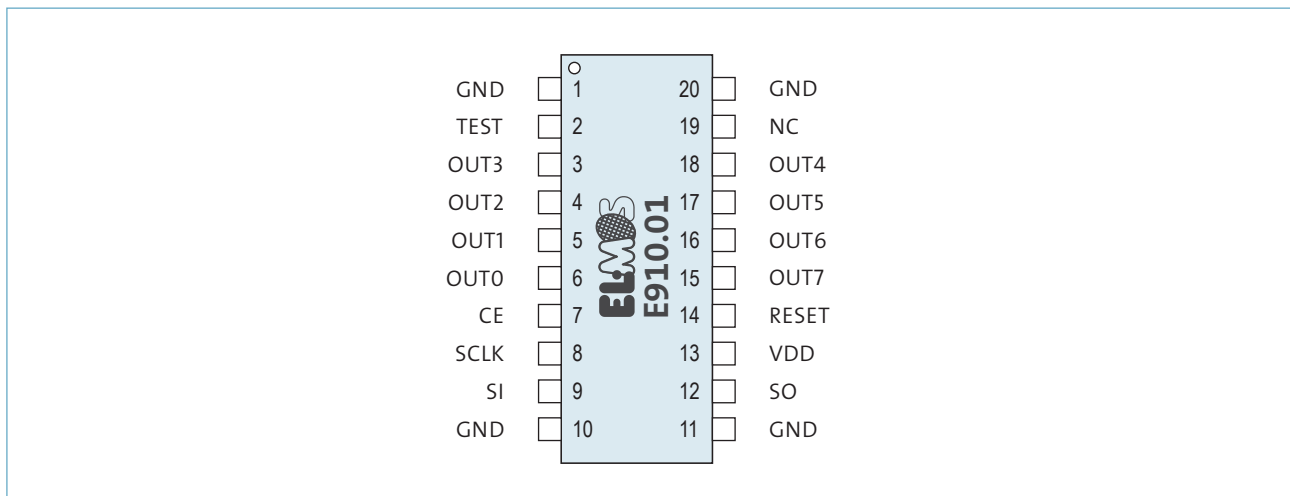 GND 1 20 GND
TEST 2 19 NC
OUT3 3 18 OUT4
OUT2 4 17 OUT5
OUT1 5 16 OUT6
OUT0 6 15 OUT7
CE 7 14 RESET
SCLK 8 13 VDD
SI 9 12 SO
GND 10 11 GND
ELMOS
E910.01